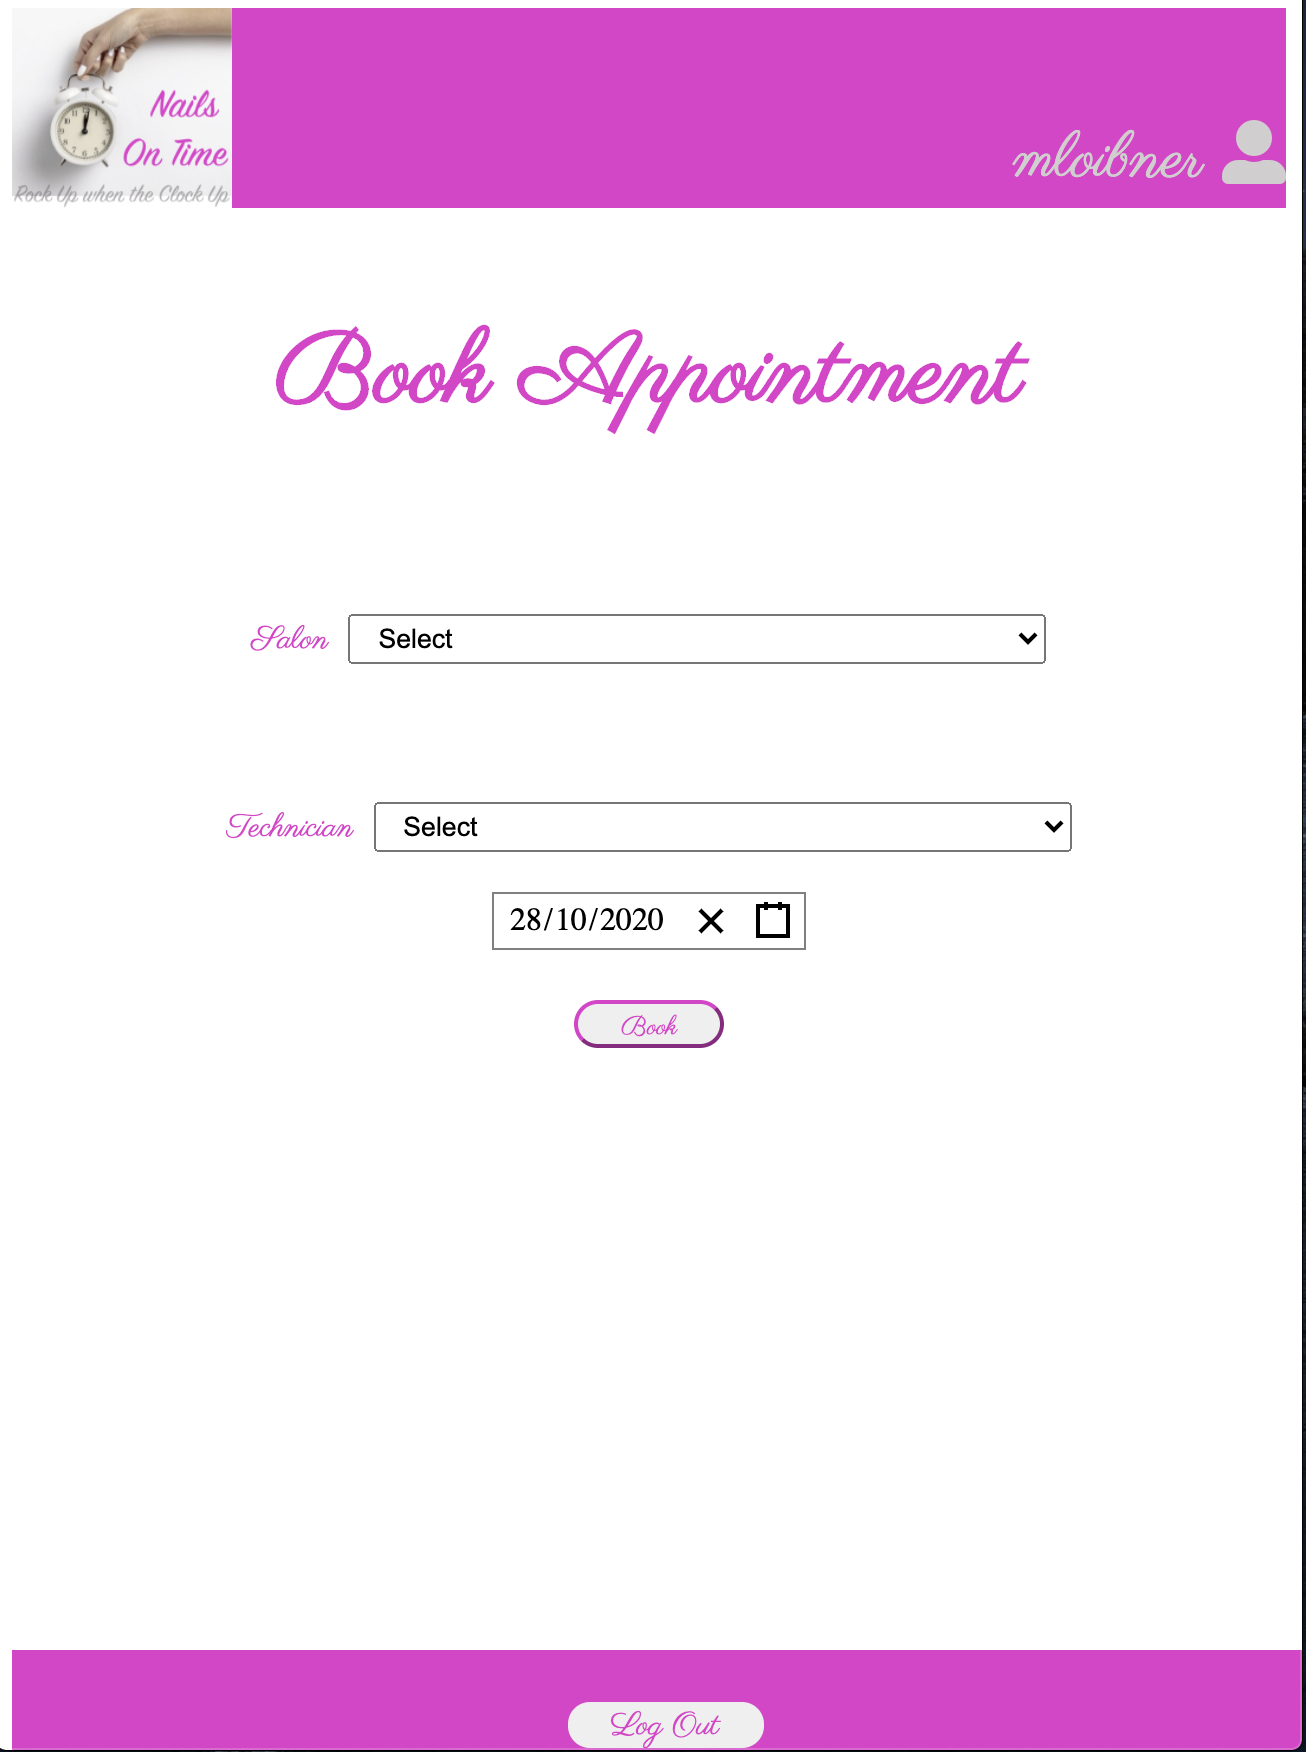 Nails
On Time
Rock Up when the Clock Up
mloibner
Book Appointment
Salon Select
Technician Select
28/10/2020
Book
Log Out